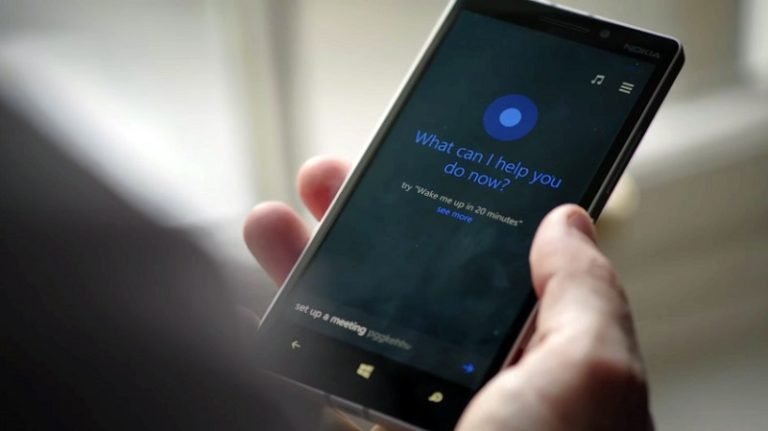 NOKIA
What can I help you
do now?
try "Wake me up in 20 minutes"
see more
set up a meeting